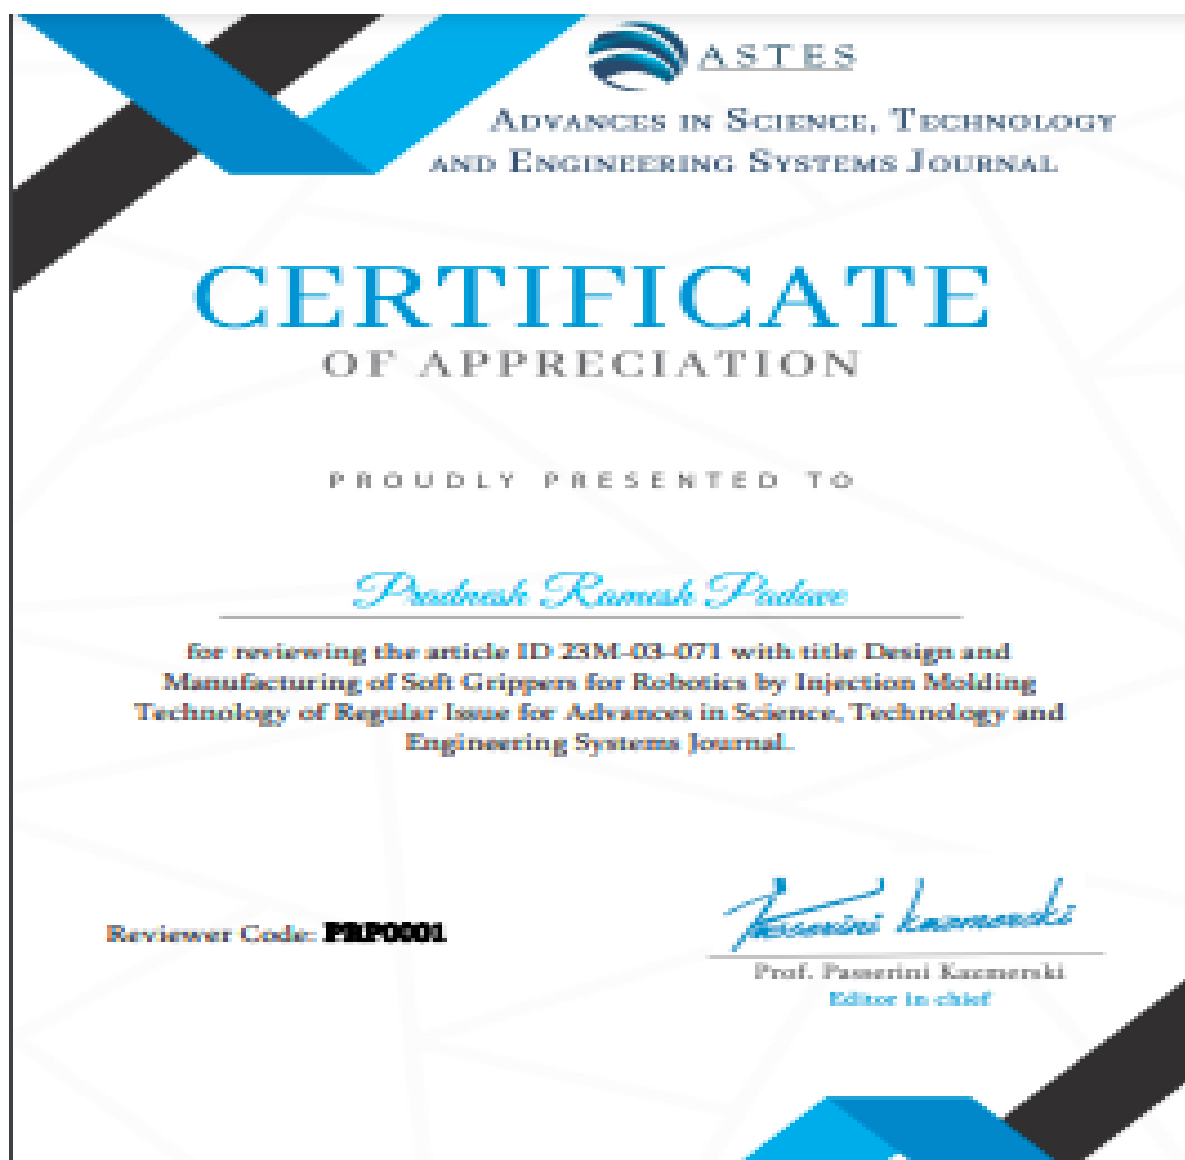 ASTES
ADVANCES IN SCIENCE, TECHNOLOGY
AND ENGINEERING SYSTEMS JOURNAL
CERTIFICATE
OF APPRECIATION
PROUDLY PRESENTED TO
Pradnesh Ramesh Padave
for reviewing the article ID 23M-03-071 with title Design and
Manufacturing of Soft Grippers for Robotics by Injection Molding
Technology of Regular Issue for Advances in Science, Technology and
Engineering Systems Journal.
Passerini Kacmerski
Reviewer Code: PRP0001
Prof. Passerini Kazmerski
Editor in chief